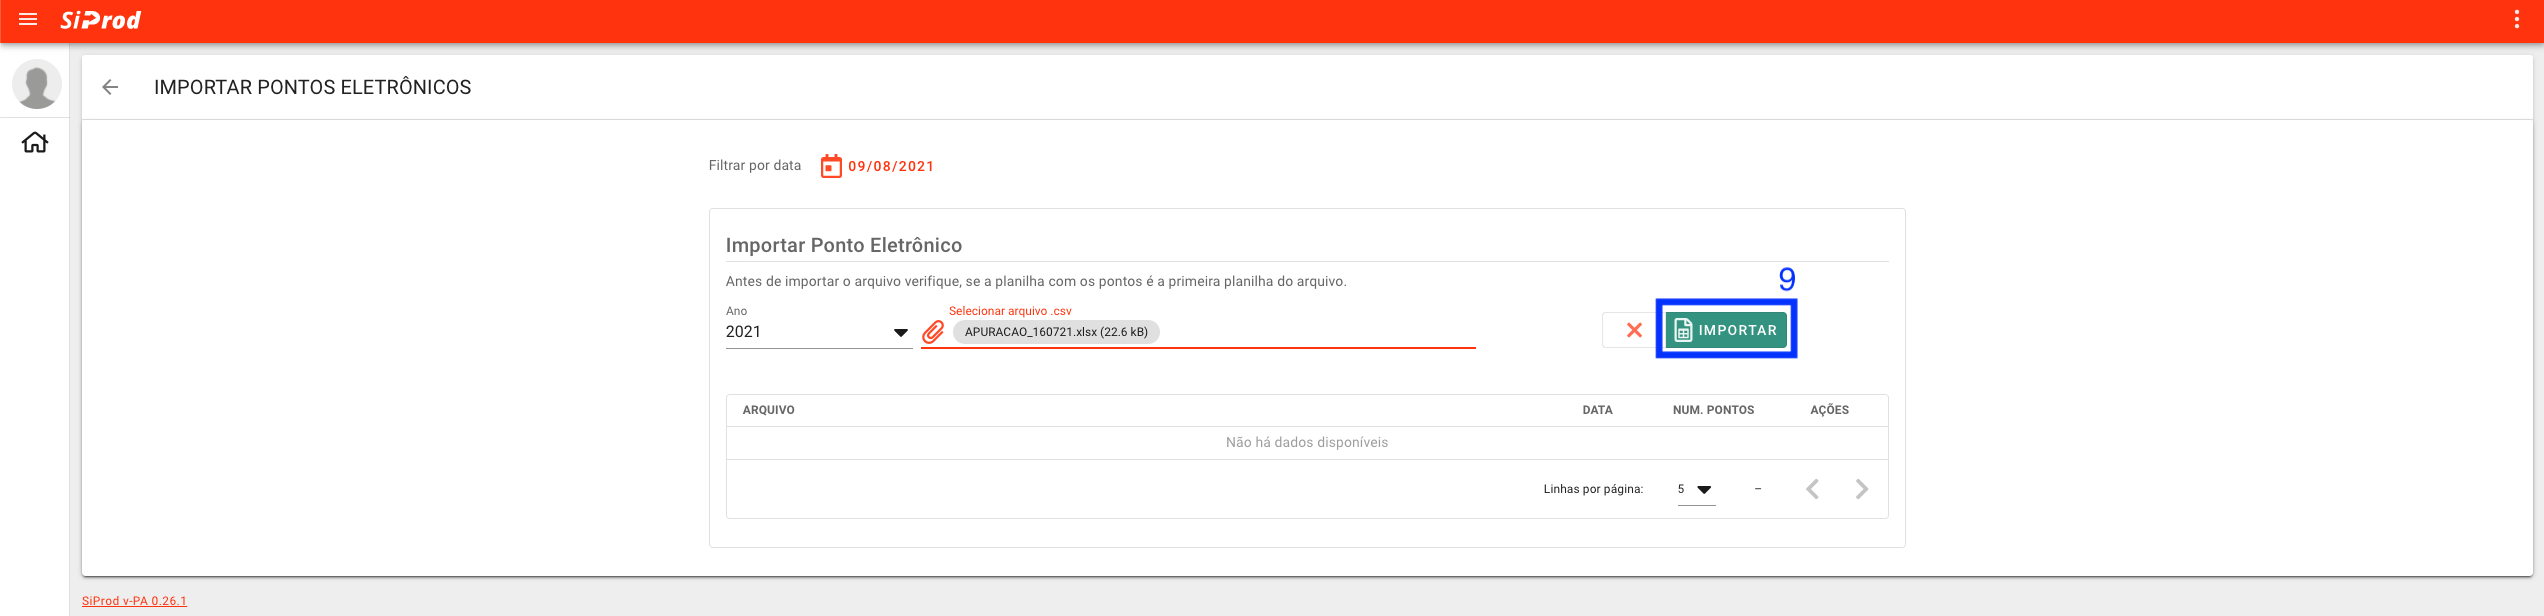 SiProd
IMPORTAR PONTOS ELETRÔNICOS
Filtrar por data 09/08/2021
Importar Ponto Eletrônico
Antes de importar o arquivo verifique, se a planilha com os pontos é a primeira planilha do arquivo.
9
Ano
Selecionar arquivo .csv
2021
APURACAO_160721.xlsx (22.6 kB)
IMPORTAR
ARQUIVO DATA NUM. PONTOS AÇÕES
Não há dados disponíveis
Linhas por página: 5 –
SiProd v-PA 0.26.1